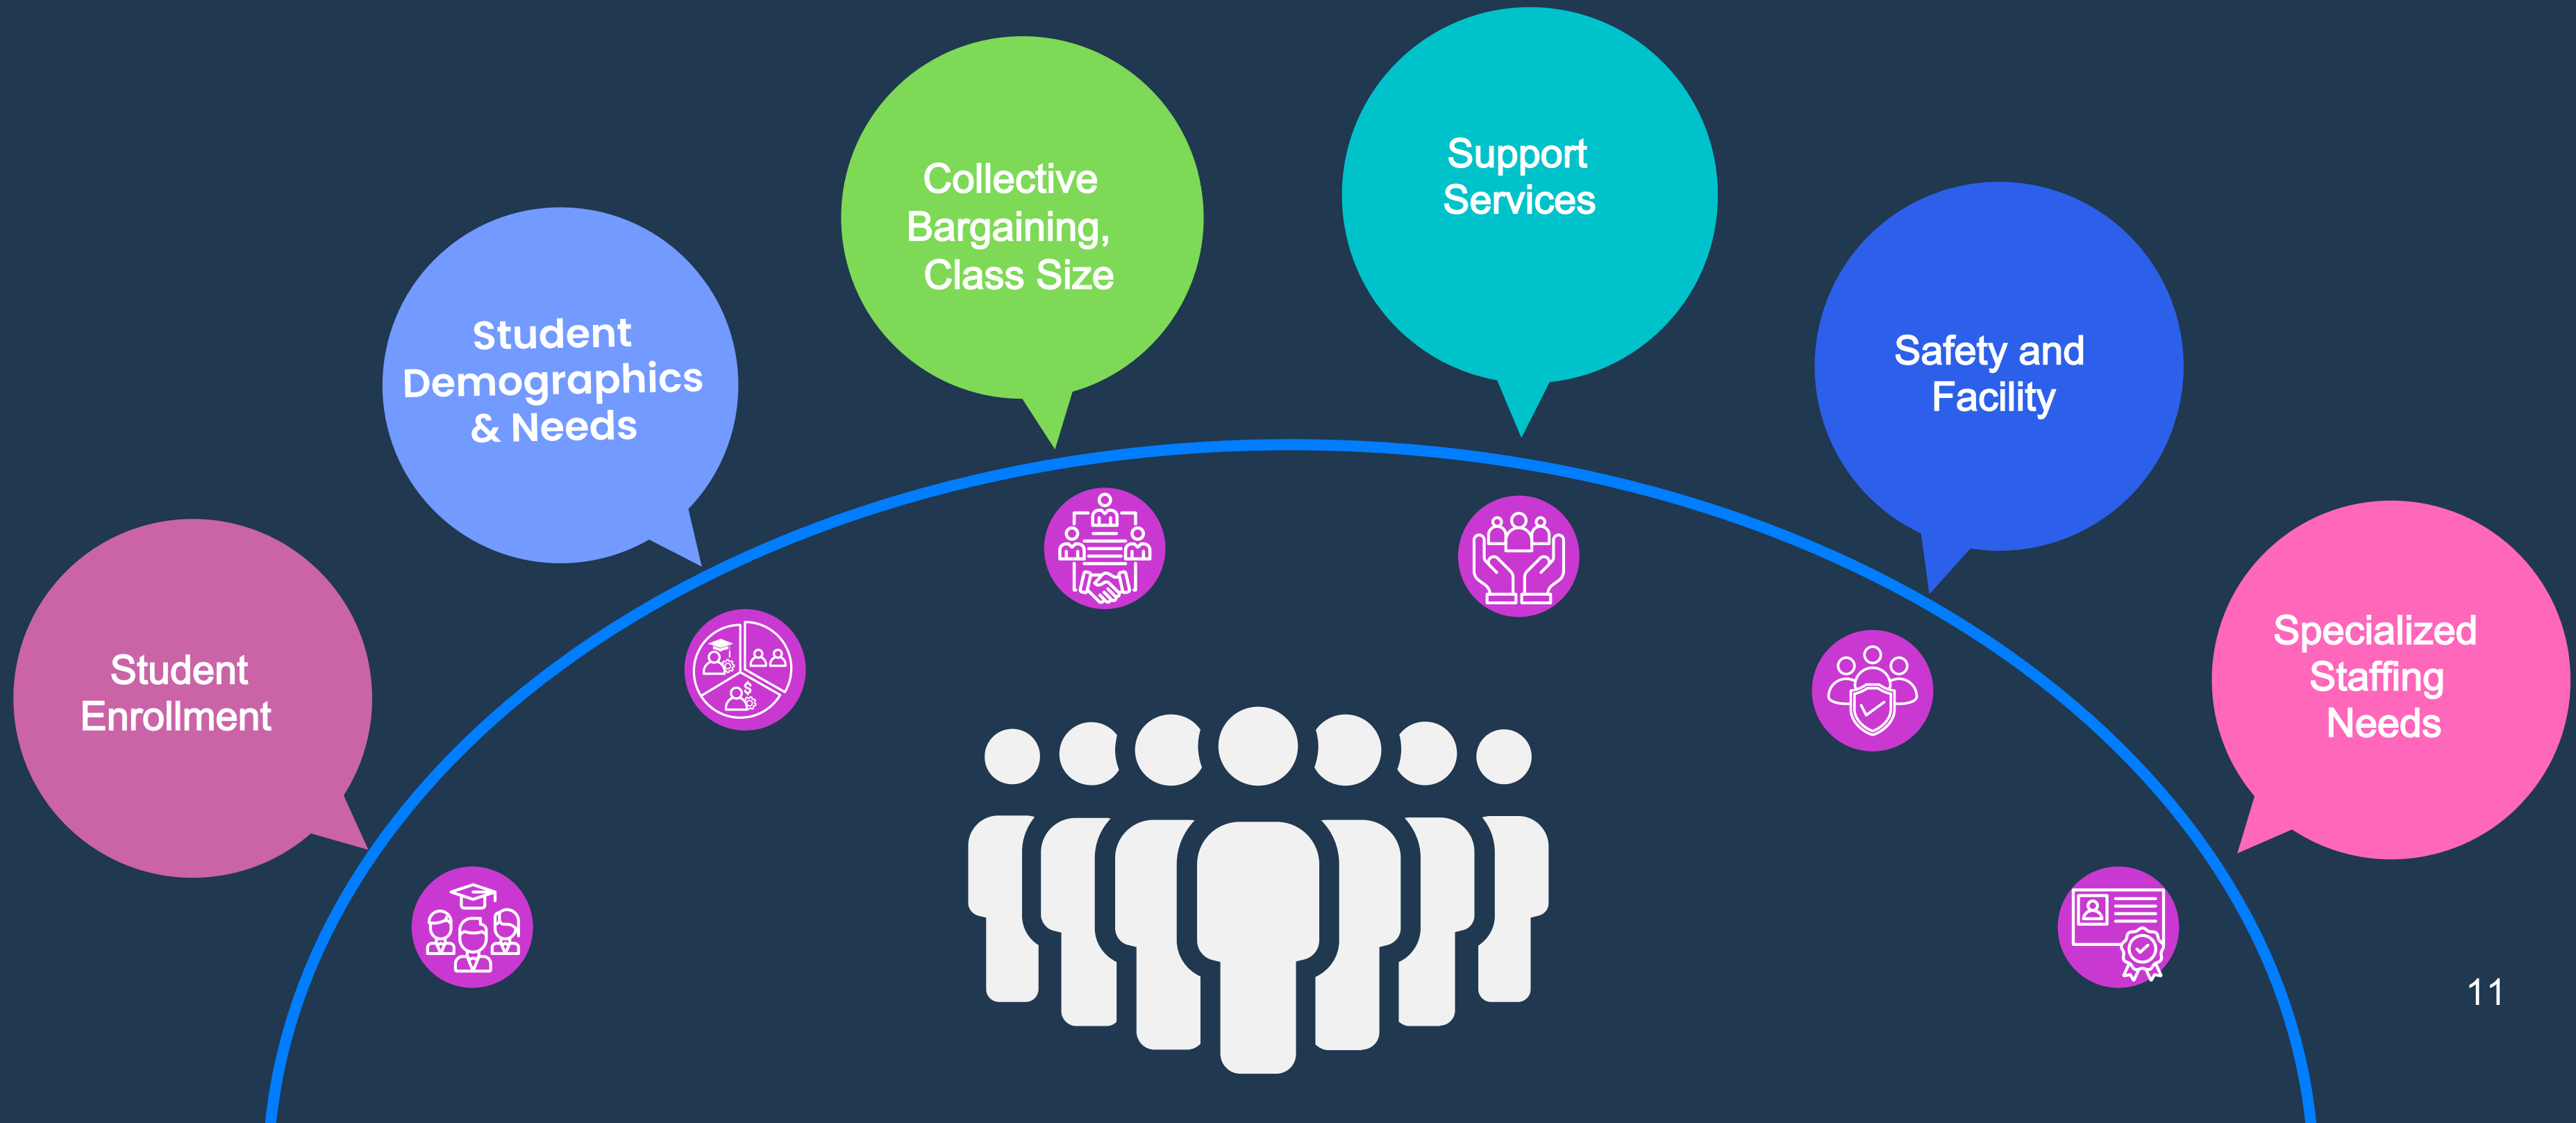 Student
Enrollment
Student
Demographics
& Needs
Collective
Bargaining,
Class Size
Support
Services
Safety and
Facility
Specialized
Staffing
Needs
$
11